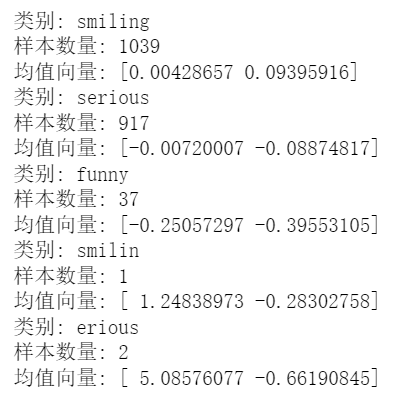 类别: smiling
样本数量: 1039
均值向量: [0.00428657 0.09395916]
类别: serious
样本数量: 917
均值向量: [-0.00720007 -0.08874817]
类别: funny
样本数量: 37
均值向量: [-0.25057297 -0.39553105]
类别: smilin
样本数量: 1
均值向量: [ 1.24838973 -0.28302758]
类别: erious
样本数量: 2
均值向量: [ 5.08576077 -0.66190845]